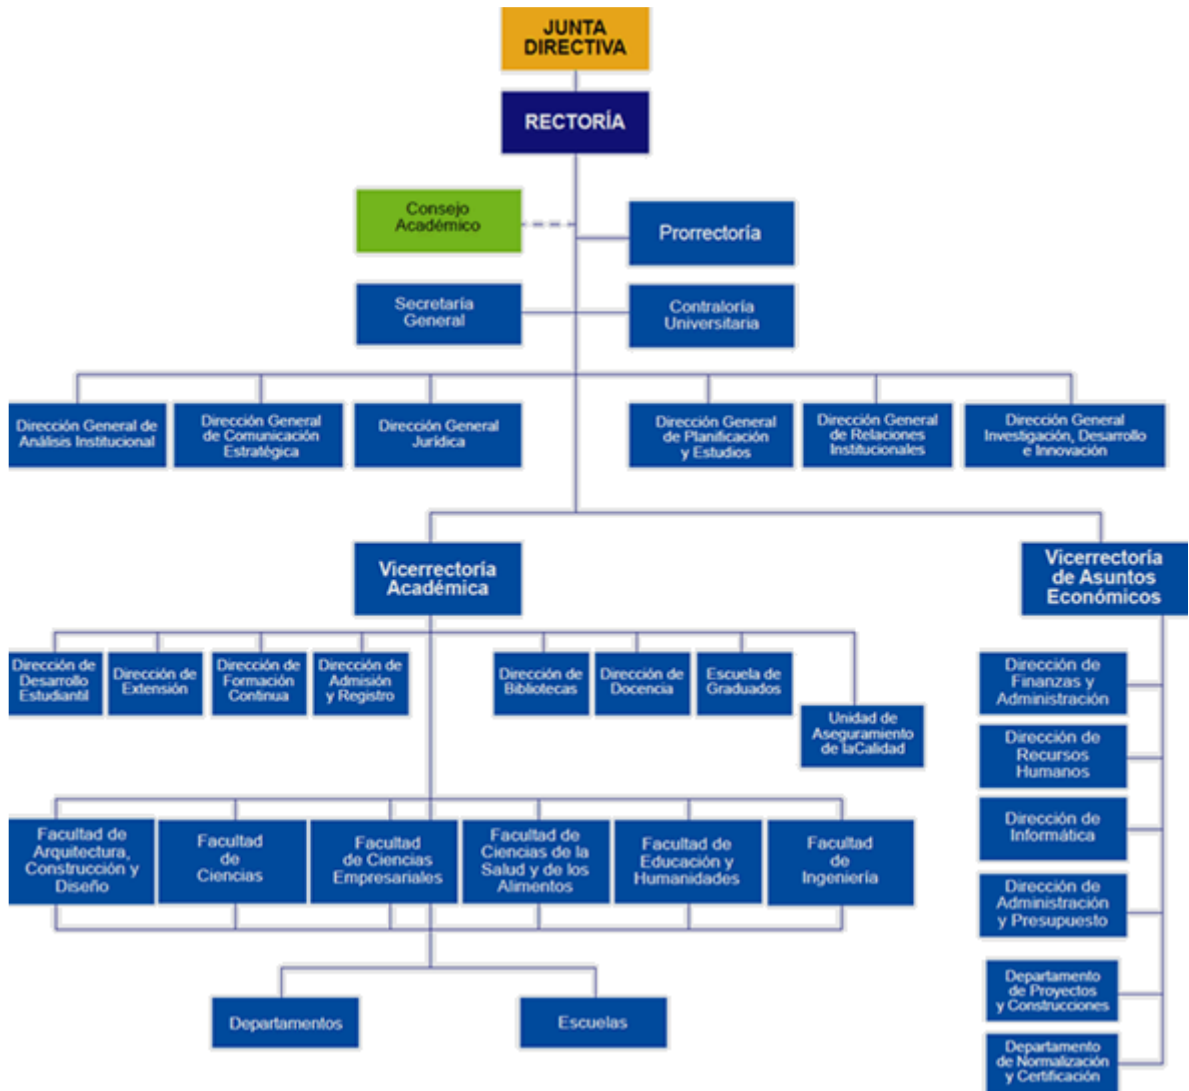 JUNTA
DIRECTIVA
RECTORÍA
Consejo
Académico
Prorrectoría
Secretaría
General
Contraloría
Universitaria
Dirección General de
Análisis Institucional
Dirección General
de Comunicación
Estratégica
Dirección General
Jurídica
Dirección General
de Planificación
y Estudios
Dirección General
de Relaciones
Institucionales
Dirección General
Investigación, Desarrollo
e Innovación
Vicerrectoría
Académica
Vicerrectoría
de Asuntos
Económicos
Dirección de
Desarrollo
Estudiantil
Dirección de
Extensión
Dirección de
Formación
Continua
Dirección de
Admisión
y Registro
Dirección de
Bibliotecas
Dirección de
Docencia
Escuela de
Graduados
Unidad de
Aseguramiento
de laCalidad
Dirección de
Finanzas y
Administración
Dirección de
Recursos
Humanos
Dirección de
Informática
Dirección de
Administración
y Presupuesto
Departamento
de Proyectos
y Construcciones
Departamento
de Normalización
y Certificación
Facultad de
Arquitectura,
Construcción y
Diseño
Facultad
de
Ciencias
Facultad
de Ciencias
Empresariales
Facultad de
Ciencias de la
Salud y de los
Alimentos
Facultad de
Educación y
Humanidades
Facultad
de
Ingeniería
Departamentos
Escuelas